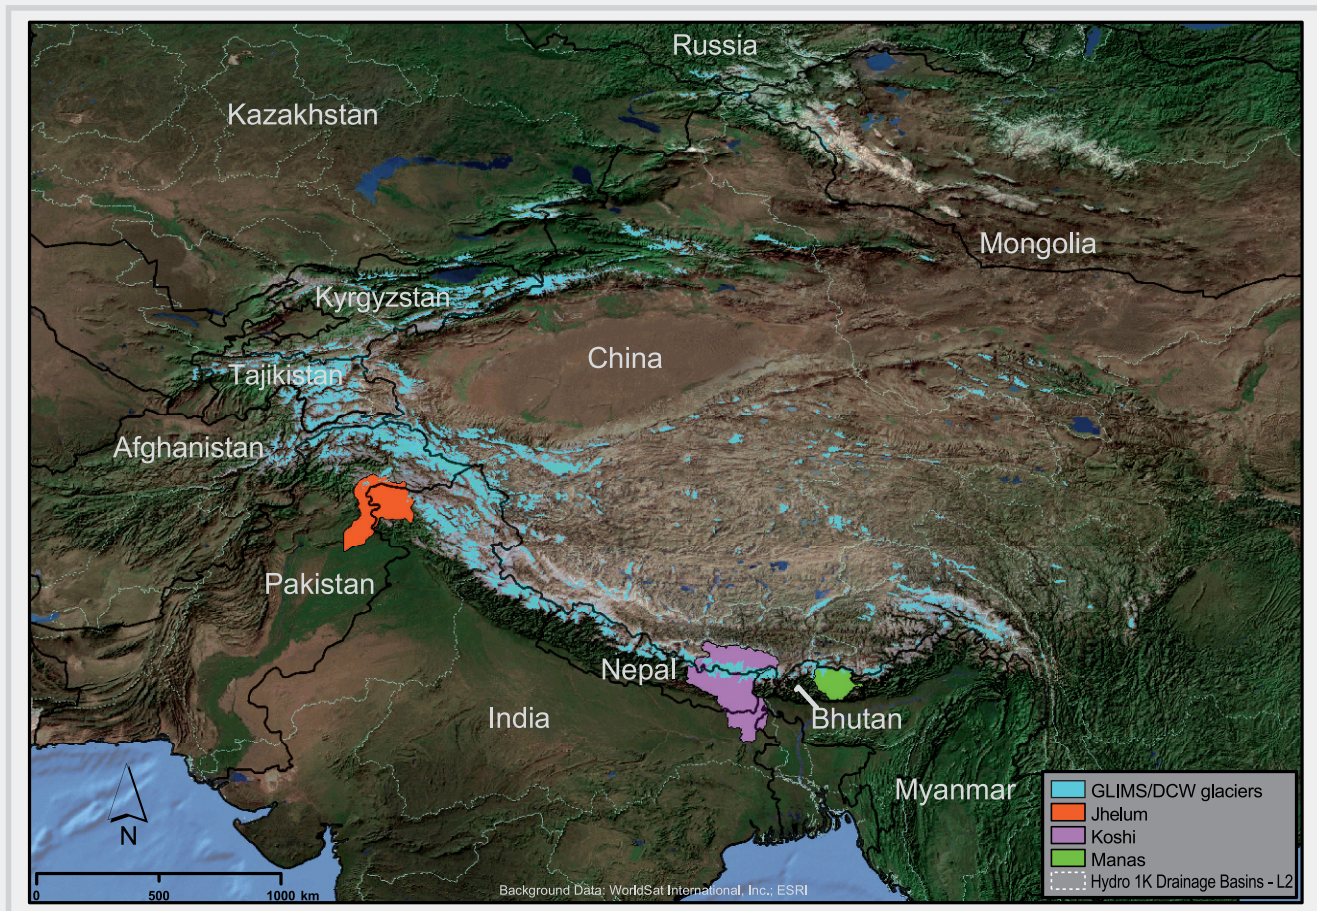 Russia
Kazakhstan
Mongolia
Kyrgyzstan
China
Tajikistan
Afghanistan
Pakistan
Nepal
India
Bhutan
Myanmar
GLIMS/DCW glaciers
Jhelum
Koshi
Manas
Hydro 1K Drainage Basins - L2
N
0 500 1000 km
Background Data: WorldSat International, Inc.; ESRI